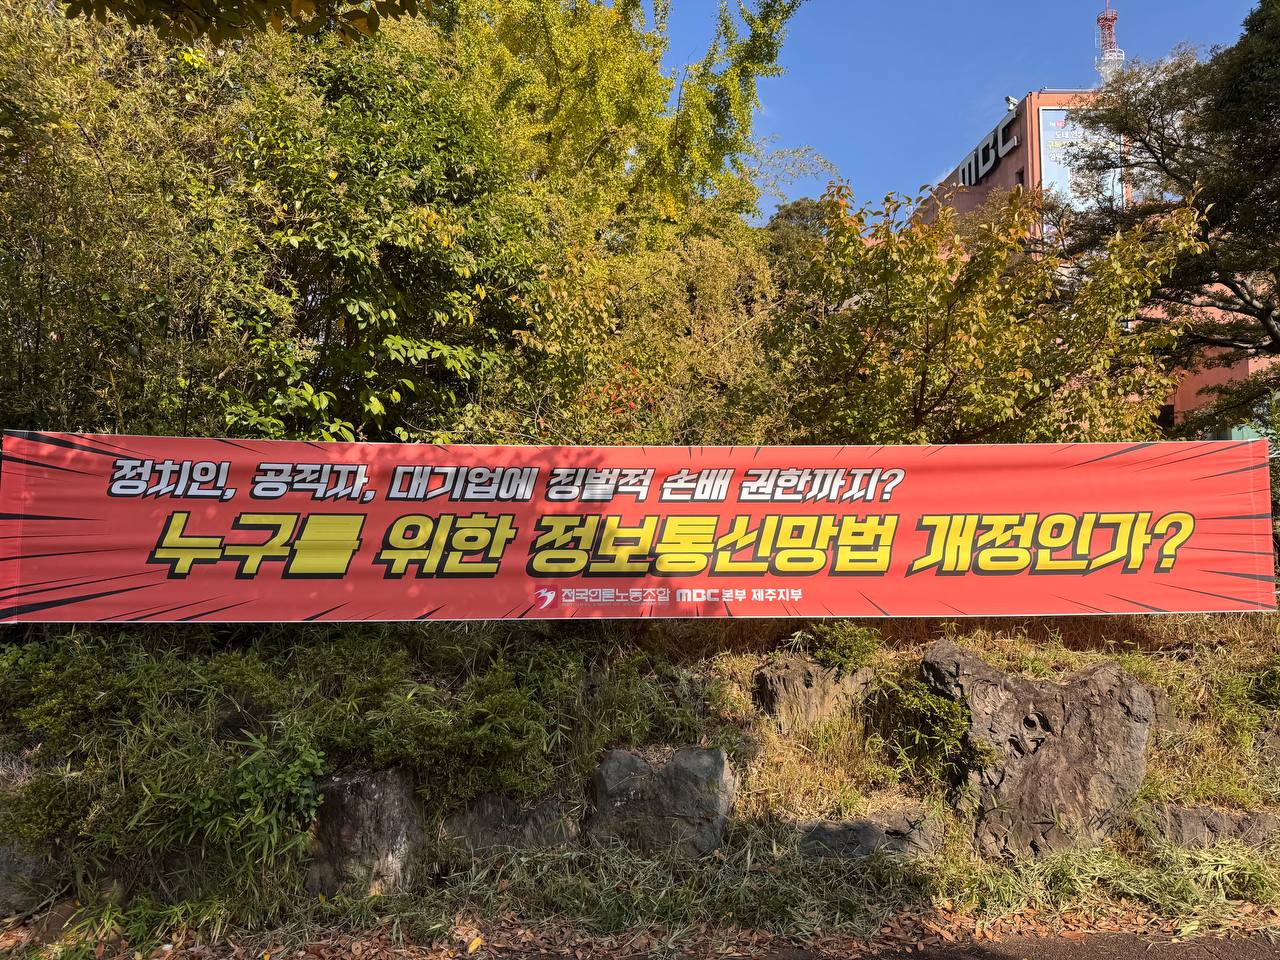 MBC
정치인, 공직자, 대기업에 징벌적 손배 권한까지?
누구를 위한 정보통신망법 개정인가?
전국언론노동조합 MBC본부 제주지부